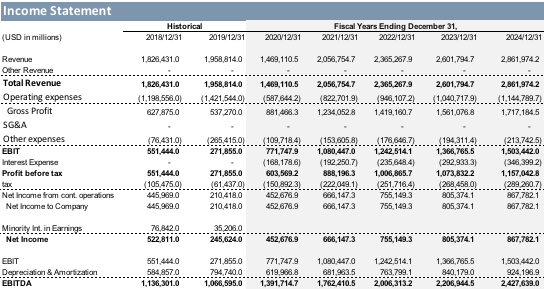 Income Statement
Historical Fiscal Years Ending December 31,
(USD in millions) 2018/12/31 2019/12/31 2020/12/31 2021/12/31 2022/12/31 2023/12/31 2024/12/31
Revenue 1,826,431.0 1,958,814.0 1,469,110.5 2,056,754.7 2,365,267.9 2,601,794.7 2,861,974.2
Other Revenue - - - - - - -
Total Revenue 1,826,431.0 1,958,814.0 1,469,110.5 2,056,754.7 2,365,267.9 2,601,794.7 2,861,974.2
Operating expenses (1,198,556.0) (1,421,544.0) (587,644.2) (822,701.9) (946,107.2) (1,040,717.9) (1,144,789.7)
Gross Profit 627,875.0 537,270.0 881,466.3 1,234,052.8 1,419,160.7 1,561,076.8 1,717,184.5
SG&A - - - - - - -
Other expenses (76,431.0) (265,415.0) (109,718.4) (153,605.8) (176,646.7) (194,311.4) (213,742.5)
EBIT 551,444.0 271,855.0 771,747.9 1,080,447.0 1,242,514.1 1,366,765.5 1,503,442.0
Interest Expense - - (168,178.6) (192,250.7) (235,648.4) (292,933.3) (346,399.2)
Profit before tax 551,444.0 271,855.0 603,569.2 888,196.3 1,006,865.7 1,073,832.2 1,157,042.8
tax (105,475.0) (61,437.0) (150,892.3) (222,049.1) (251,716.4) (268,458.0) (289,260.7)
Net Income from cont. operations 445,969.0 210,418.0 452,676.9 666,147.3 755,149.3 805,374.1 867,782.1
Net Income to Company 445,969.0 210,418.0 452,676.9 666,147.3 755,149.3 805,374.1 867,782.1
Minority Int. in Earnings 76,842.0 35,206.0
Net Income 522,811.0 245,624.0 452,676.9 666,147.3 755,149.3 805,374.1 867,782.1
EBIT 551,444.0 271,855.0 771,747.9 1,080,447.0 1,242,514.1 1,366,765.5 1,503,442.0
Depreciation & Amortization 584,857.0 794,740.0 619,966.8 681,963.5 763,799.1 840,179.0 924,196.9
EBITDA 1,136,301.0 1,066,595.0 1,391,714.7 1,762,410.5 2,006,313.2 2,206,944.5 2,427,639.0